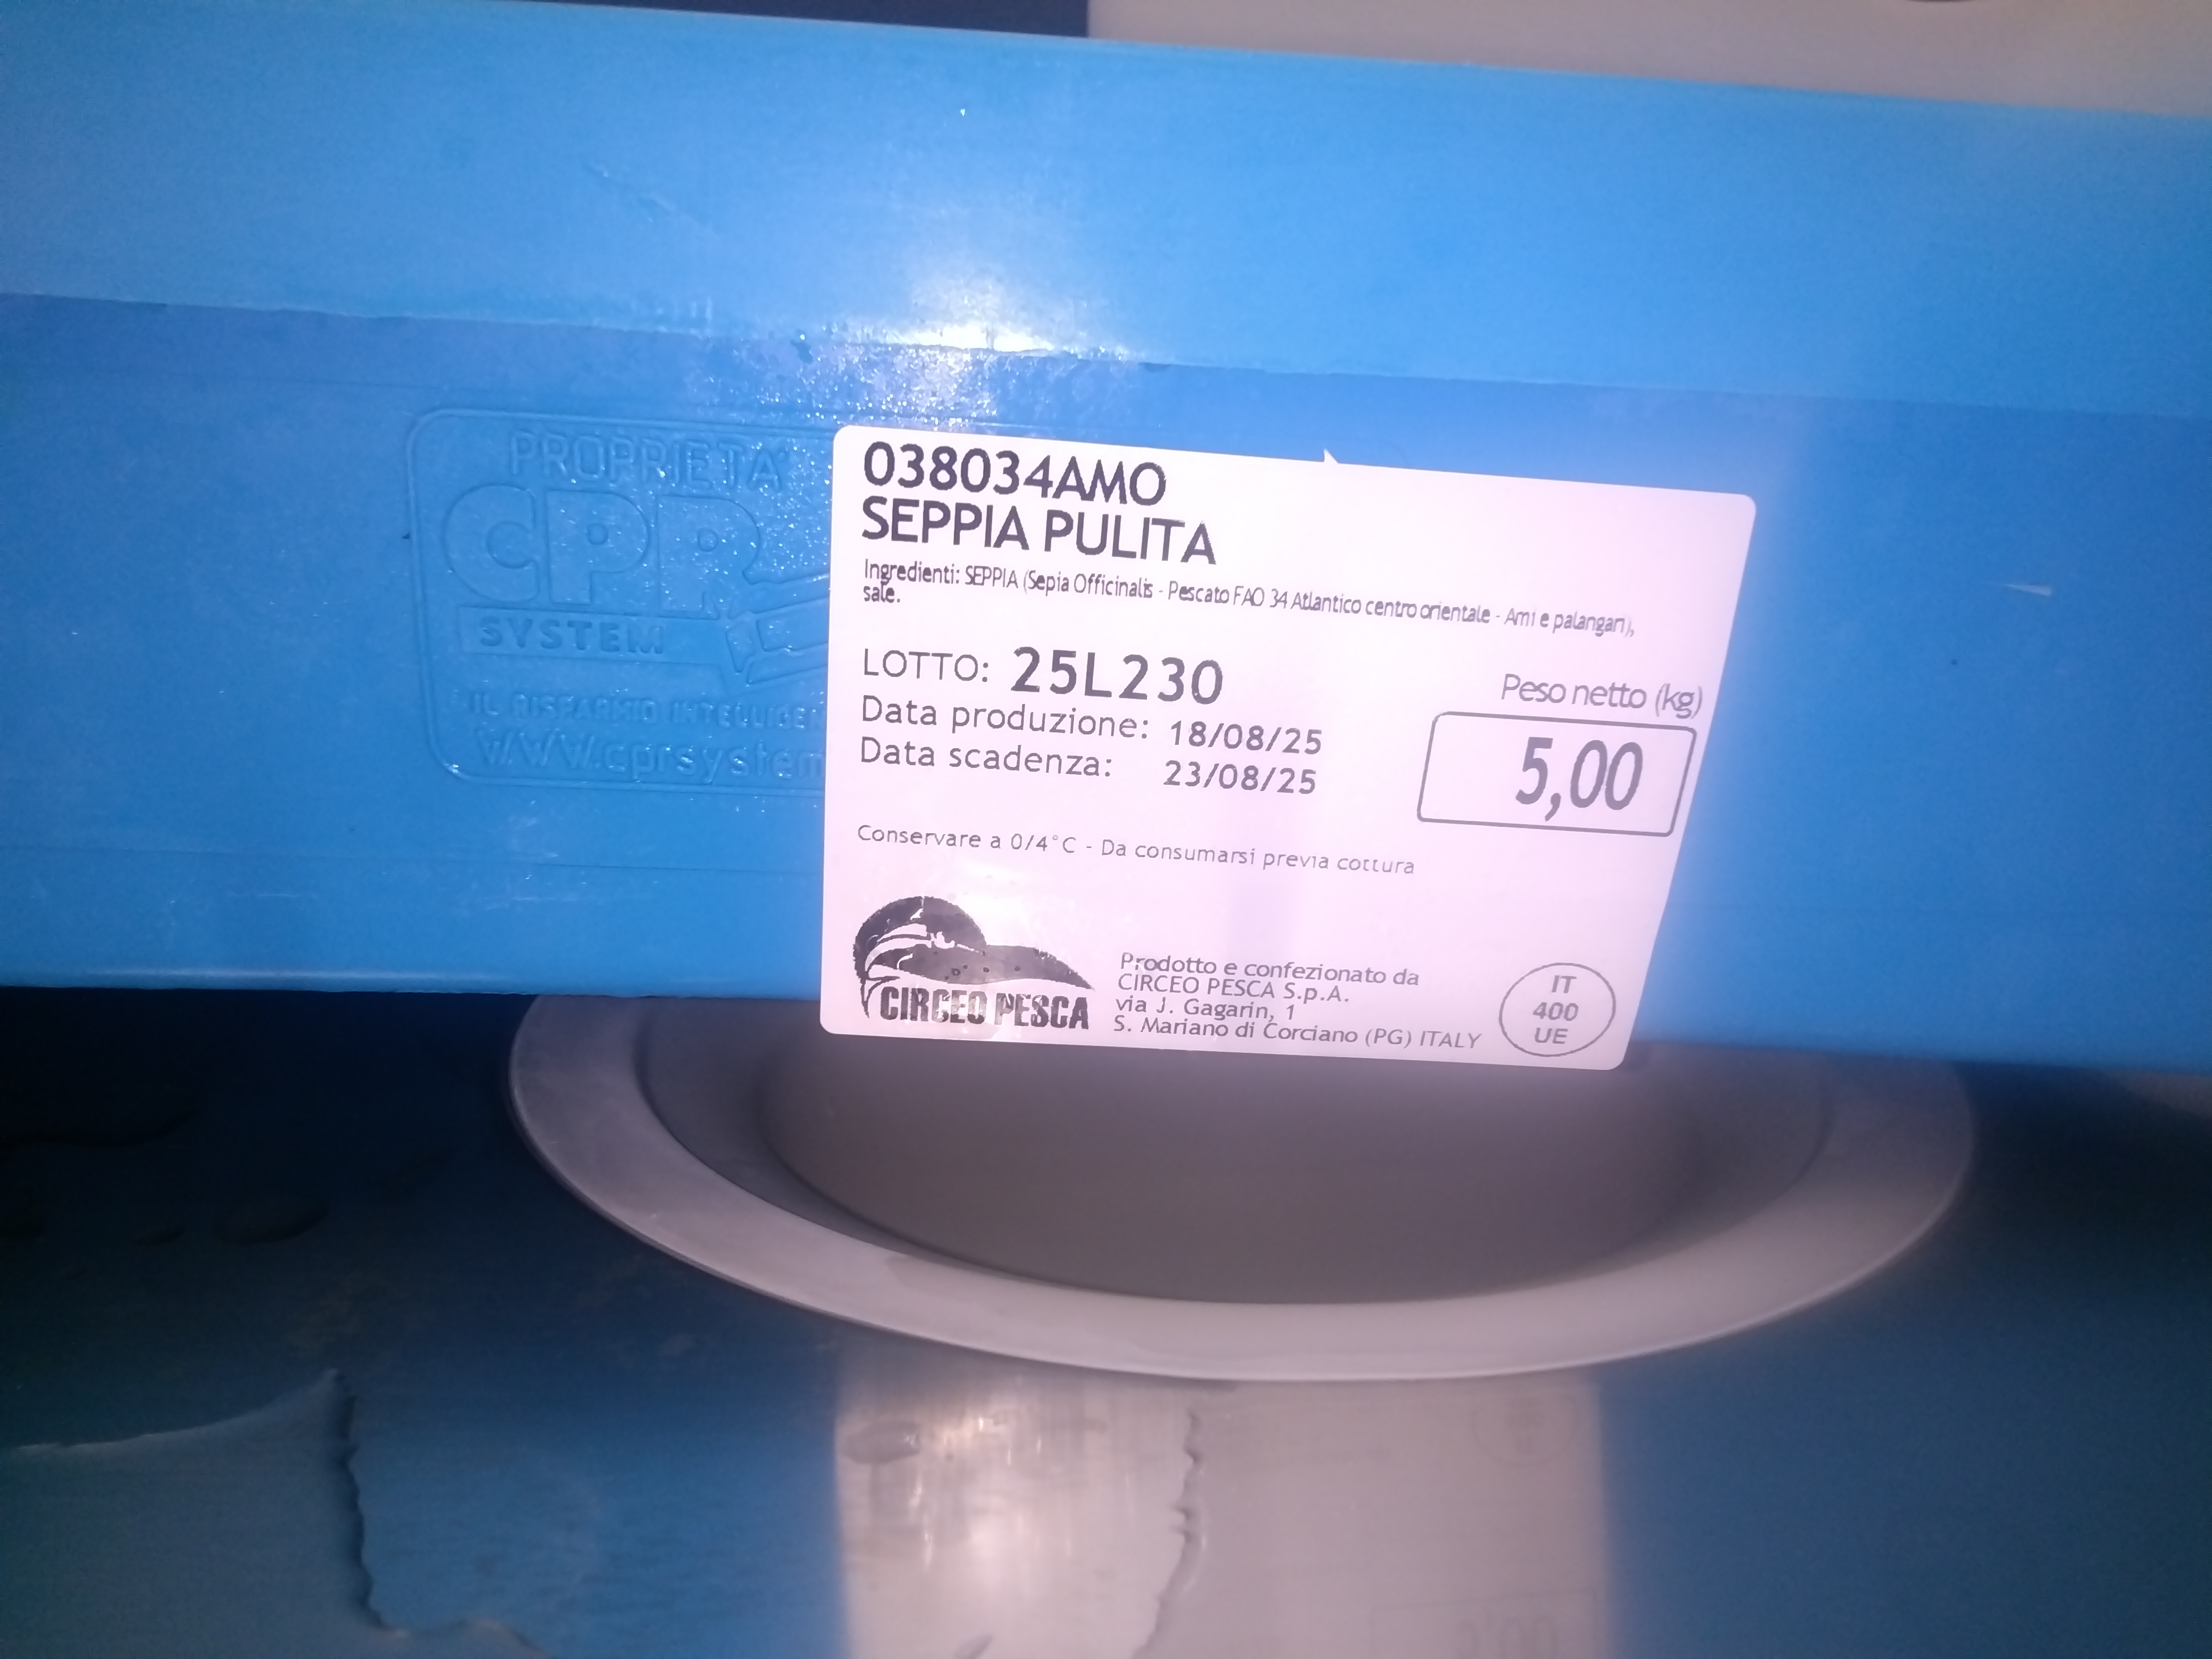 PROPRIETA'
CPR
SYSTEM
IL RISPARMIO INTELLIGEN
www.cprsystem
038034AMO
SEPPIA PULITA
Ingredienti: SEPPIA (Sepia Officinalis - Pescato FAO 34 Atlantico centro orientale - Ami e palangari),
sale.
LOTTO: 25L230
Data produzione: 18/08/25
Data scadenza: 23/08/25
Peso netto (kg)
5,00
Conservare a 0/4°C - Da consumarsi previa cottura
CIRCEO PESCA
Prodotto e confezionato da
CIRCEO PESCA S.p.A.
via J. Gagarin, 1
S. Mariano di Corciano (PG) ITALY
IT
400
UE